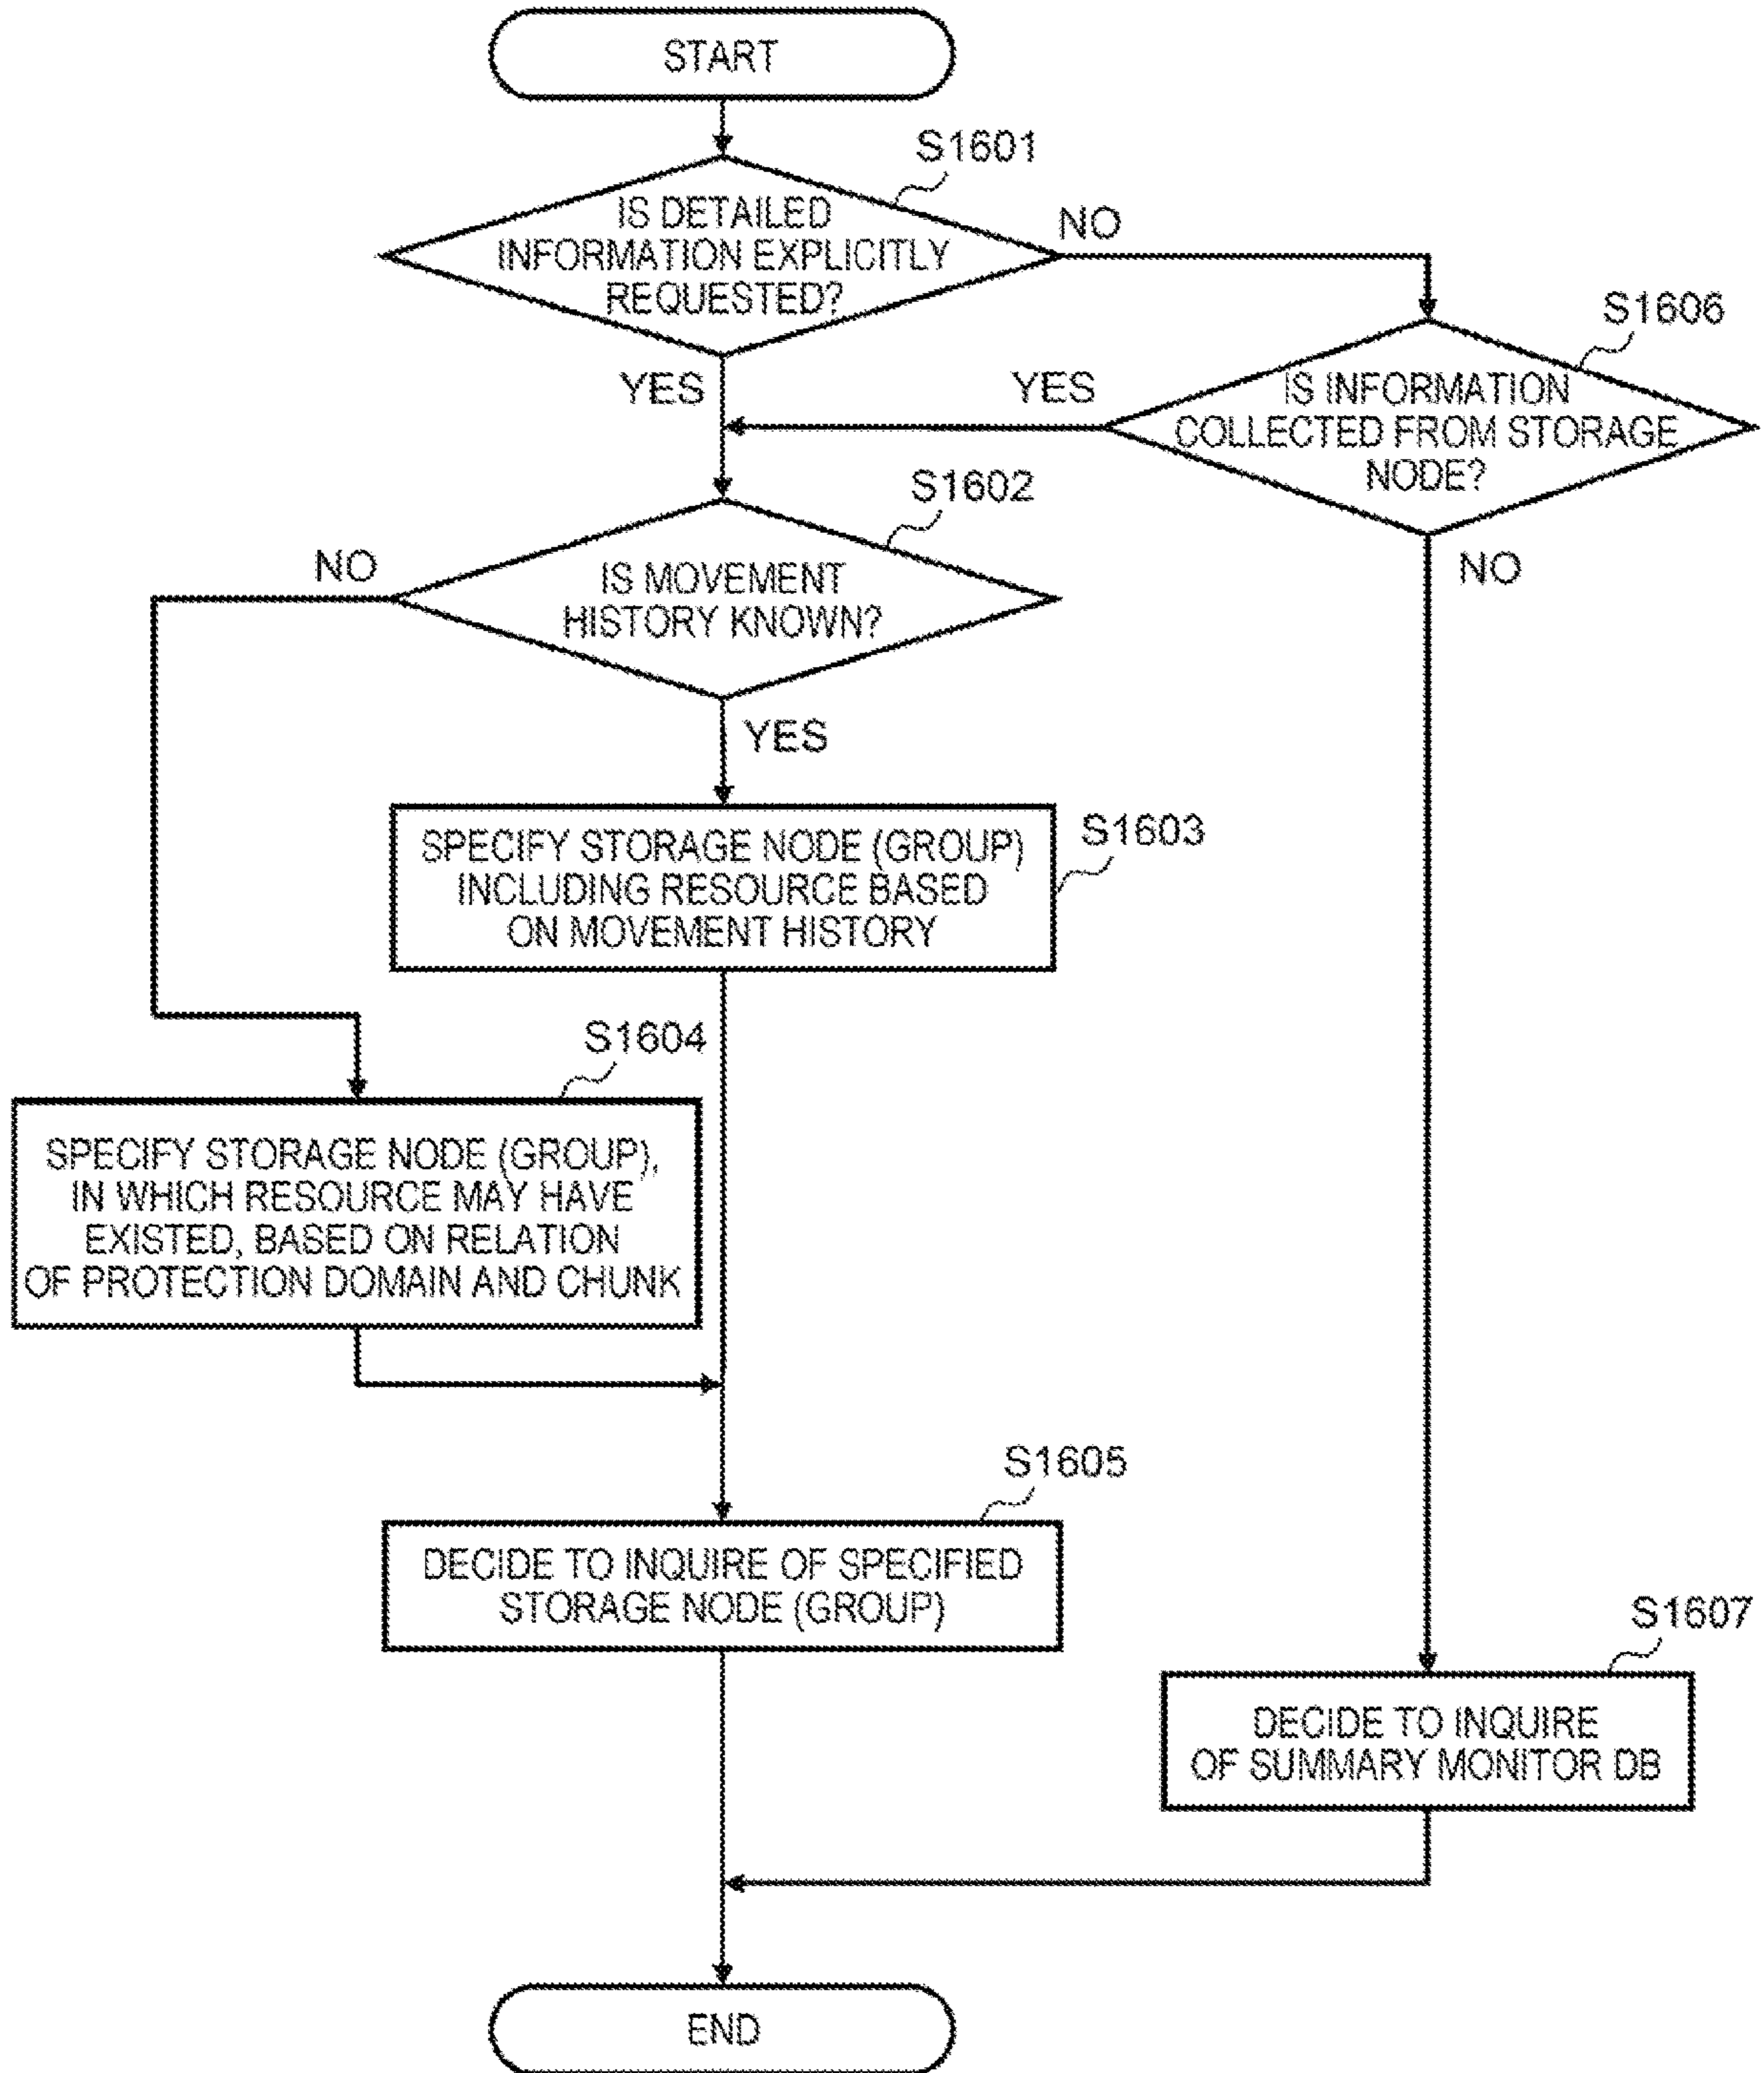 START
S1601
IS DETAILED
INFORMATION EXPLICITLY
REQUESTED?
NO
YES
S1606
IS INFORMATION
COLLECTED FROM STORAGE
NODE?
YES
NO
S1602
IS MOVEMENT
HISTORY KNOWN?
NO
YES
S1603
SPECIFY STORAGE NODE (GROUP)
INCLUDING RESOURCE BASED
ON MOVEMENT HISTORY
S1604
SPECIFY STORAGE NODE (GROUP),
IN WHICH RESOURCE MAY HAVE
EXISTED, BASED ON RELATION
OF PROTECTION DOMAIN AND CHUNK
S1605
DECIDE TO INQUIRE OF SPECIFIED
STORAGE NODE (GROUP)
S1607
DECIDE TO INQUIRE
OF SUMMARY MONITOR DB
END